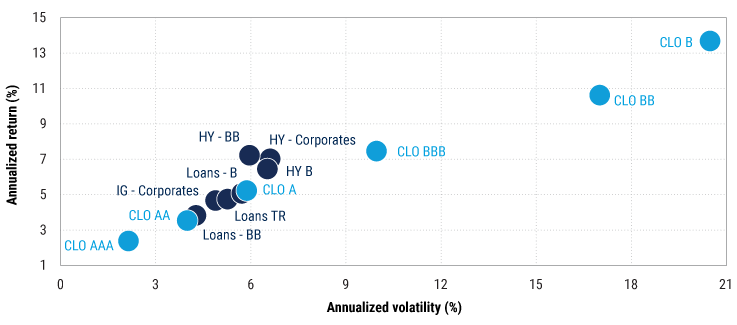 15
13
11
9
7
5
3
1
Annualized return (%)
CLO B
CLO BB
HY - BB
HY - Corporates
CLO BBB
Loans - B
HY B
IG - Corporates
CLO A
CLO AA
Loans TR
Loans - BB
CLO AAA
0
3
6
9
12
15
18
21
Annualized volatility (%)